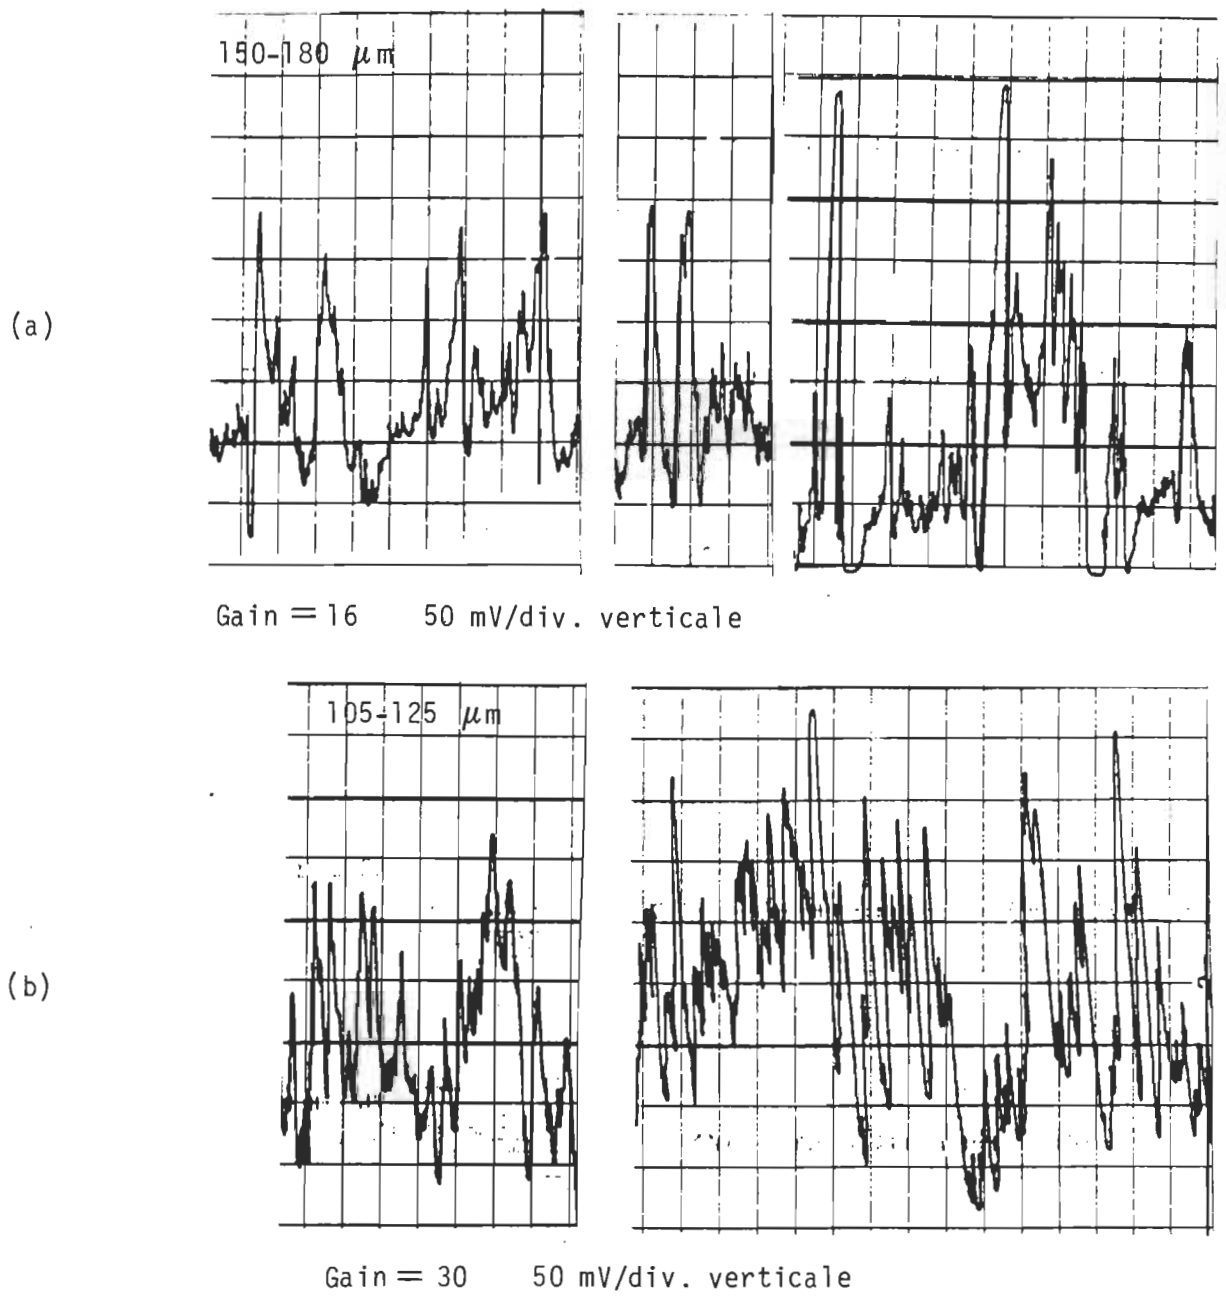 150-180 μm
(a)
Gain = 16 50 mV/div. verticale
105-125 μm
(b)
Gain = 30 50 mV/div. verticale